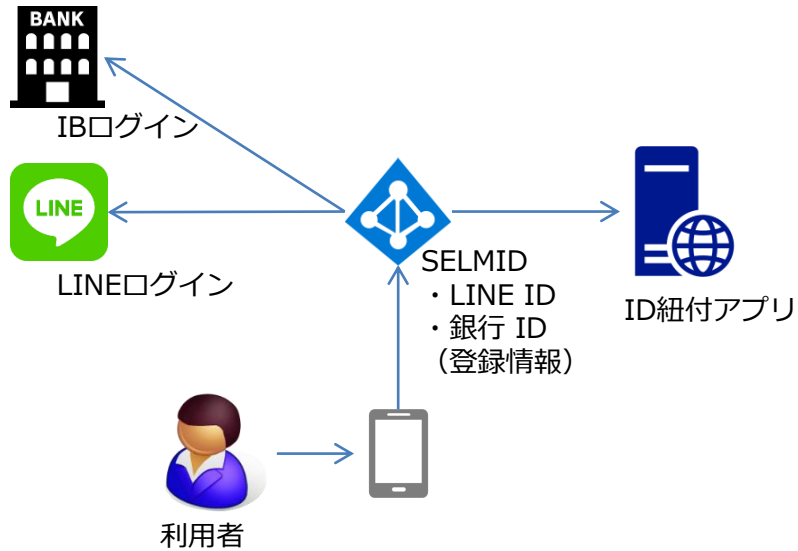 BANK
IBログイン
LINE
LINEログイン
SELMID
・LINE ID
・銀行 ID
（登録情報）
ID紐付アプリ
利用者